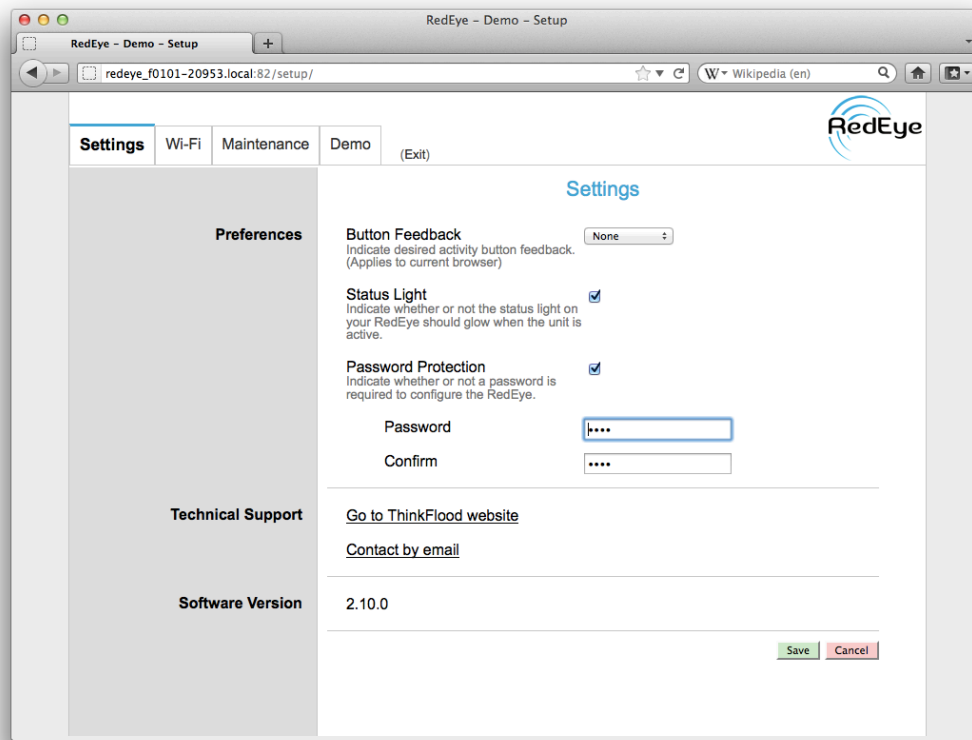 RedEye – Demo – Setup
RedEye – Demo – Setup
+
redeye_f0101-20953.local:82/setup/
W
Wikipedia (en)
RedEye
Settings
Wi-Fi
Maintenance
Demo
(Exit)
Settings
Preferences
Button Feedback
None
Indicate desired activity button feedback.
(Applies to current browser)
Status Light
Indicate whether or not the status light on
your RedEye should glow when the unit is
active.
Password Protection
Indicate whether or not a password is
required to configure the RedEye.
Password
••••
Confirm
••••
Technical Support
Go to ThinkFlood website
Contact by email
Software Version
2.10.0
Save
Cancel